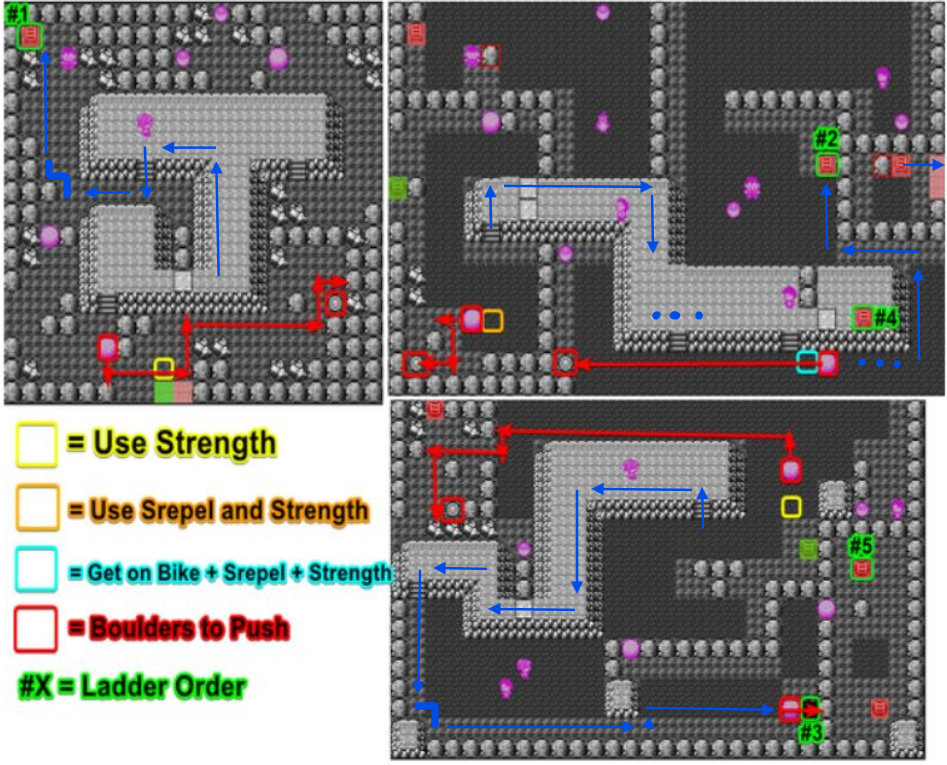 #1
#2
#4
= Use Strength
= Use Srepel and Strength
= Get on Bike + Srepel + Strength
= Boulders to Push
#X = Ladder Order
#5
#3